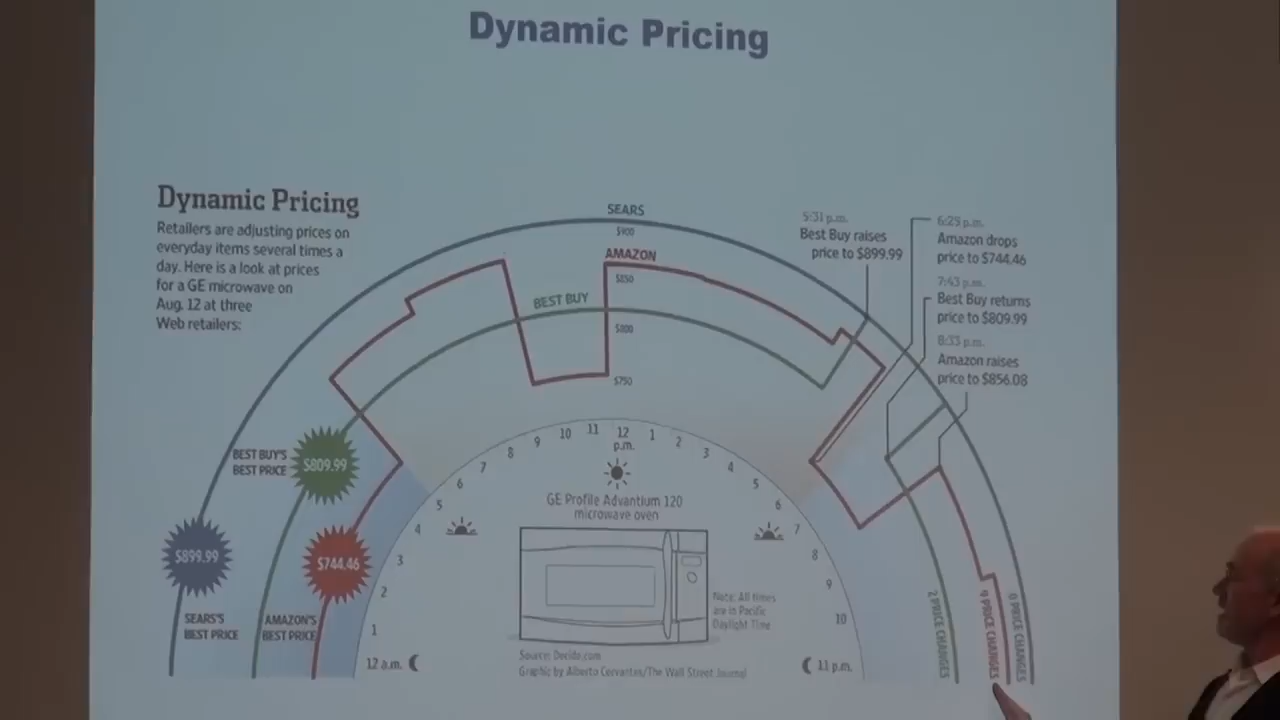 Dynamic Pricing
Dynamic Pricing
Retailers are adjusting prices on
everyday items several times a
day. Here is a look at prices
for a GE microwave on
Aug. 12 at three
Web retailers:
SEARS
$900
AMAZON
$850
BEST BUY
$800
$750
5:31 p.m.
Best Buy raises
price to $899.99
6:25 p.m.
Amazon drops
price to $744.46
7:43 p.m.
Best Buy returns
price to $809.99
8:33 p.m.
Amazon raises
price to $856.08
BEST BUY'S
BEST PRICE
$809.99
$899.99
$744.46
SEARS'S
BEST PRICE
AMAZON'S
BEST PRICE
12 a.m.
1
2
3
4
5
6
7
8
9
10
11
12
p.m.
1
2
3
4
5
6
7
8
9
10
11 p.m.
GE Profile Advantium 120
microwave oven
Note: All times
are in Pacific
Daylight Time
Source: Decide.com
Graphic by Alberto Cervantes/The Wall Street Journal
2 PRICE CHANGES
9 PRICE CHANGES
0 PRICE CHANGES